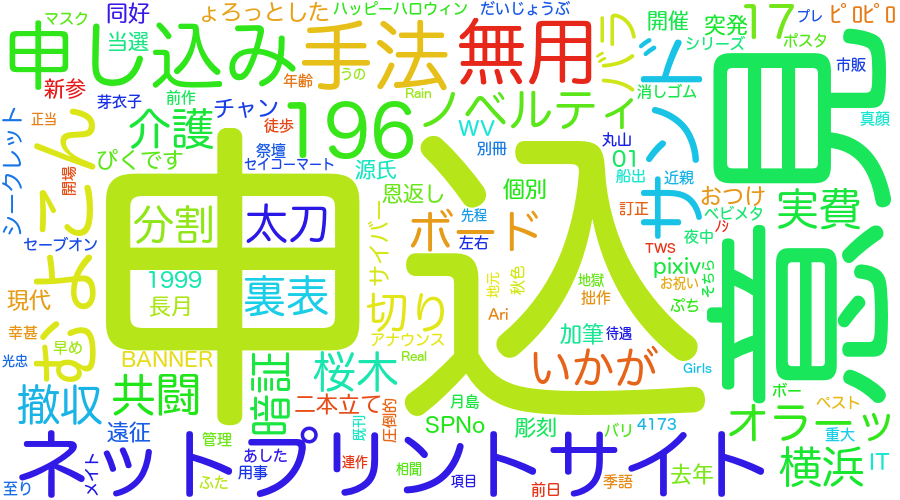 マスク
同好
ょろっとした
ハッピーハロウィン
だいじょうぶ
プレ
ピロピロ
申し込み
手法
無用
バラ
開催
突発
17
当選
シリーズ
ポスタ
市販
年齢
うの
Rain
新参
芽衣子
前作
チャン
196
ノベルティ
サンド
消しゴム
意見
真顔
正当
介護
徒歩
WV
別冊
丸山
シークレット
開場
むよこん
ぴくです
祭壇
セイコーマート
源氏
01
船出
近親
恩返し
個別
おつけ
実費
申込
分割
太刀
サイバー
ボード
先程
左右
訂正
ベビメタ
セーブオン
TWS
夜中
1999
裏表
長月
pixiv
そちら
お祝い
現代
切り
地元
秋色
地獄
拙作
ぷち
幸甚
アナウンス
Ari
加筆
待遇
光忠
早め
BANNER
Real
いかが
Girls
暗証
桜木
撤収
共闘
二本立て
圧倒的
月島
ボー
ベスト
遠征
管理
既刊
SPNo
彫刻
パリ
4173
オラーッ
重大
ネットプリントサイト
メイト
あした
用事
連作
相関
項目
去年
横浜
IT
至り
ふた
前日
季語